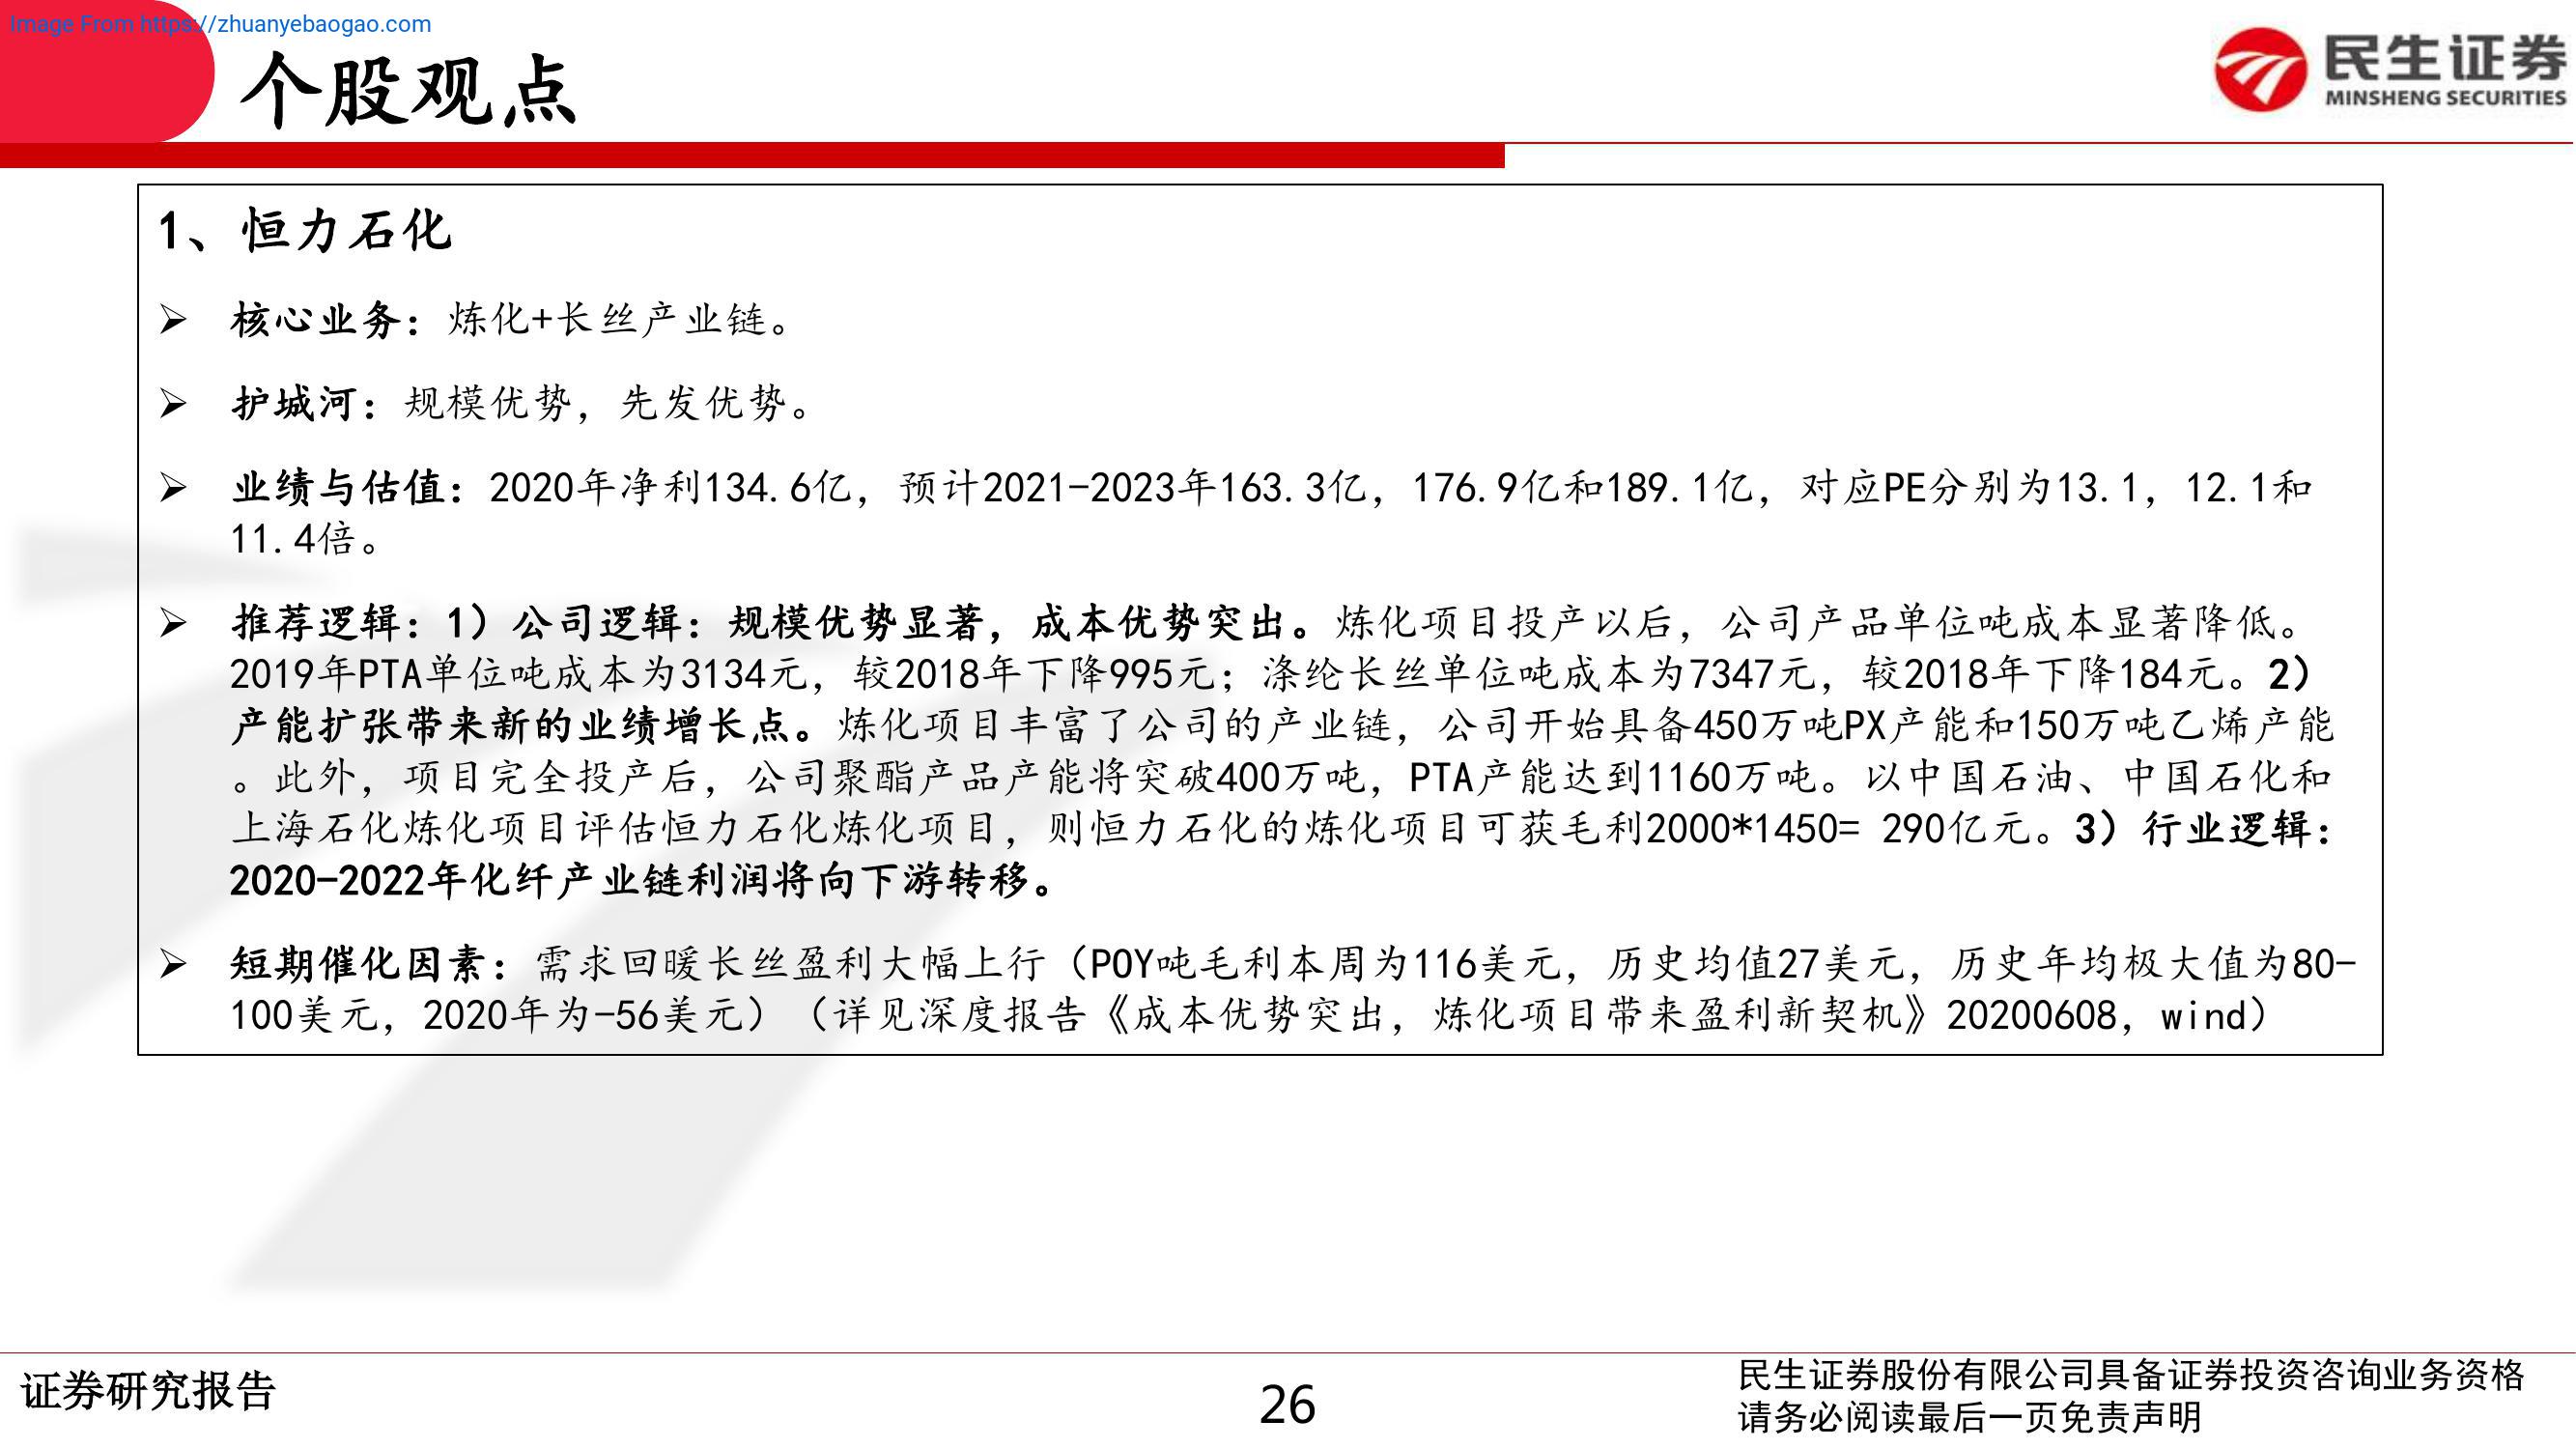 Image From https://zhuanyebaogao.com
个股观点
民生证券
MINSHENG SECURITIES
1、恒力石化
➢ 核心业务：炼化+长丝产业链。
➢ 护城河：规模优势，先发优势。
➢ 业绩与估值：2020年净利134.6亿，预计2021-2023年163.3亿，176.9亿和189.1亿，对应PE分别为13.1，12.1和
11.4倍。
➢ 推荐逻辑：1）公司逻辑：规模优势显著，成本优势突出。炼化项目投产以后，公司产品单位吨成本显著降低。
2019年PTA单位吨成本为3134元，较2018年下降995元；涤纶长丝单位吨成本为7347元，较2018年下降184元。2）
产能扩张带来新的业绩增长点。炼化项目丰富了公司的产业链，公司开始具备450万吨PX产能和150万吨乙烯产能
。此外，项目完全投产后，公司聚酯产品产能将突破400万吨，PTA产能达到1160万吨。以中国石油、中国石化和
上海石化炼化项目评估恒力石化炼化项目，则恒力石化的炼化项目可获毛利2000*1450= 290亿元。3）行业逻辑：
2020-2022年化纤产业链利润将向下游转移。
➢ 短期催化因素：需求回暖长丝盈利大幅上行（POY吨毛利本周为116美元，历史均值27美元，历史年均极大值为80-
100美元，2020年为-56美元）（详见深度报告《成本优势突出，炼化项目带来盈利新契机》20200608，wind）
证券研究报告
26
民生证券股份有限公司具备证券投资咨询业务资格
请务必阅读最后一页免责声明